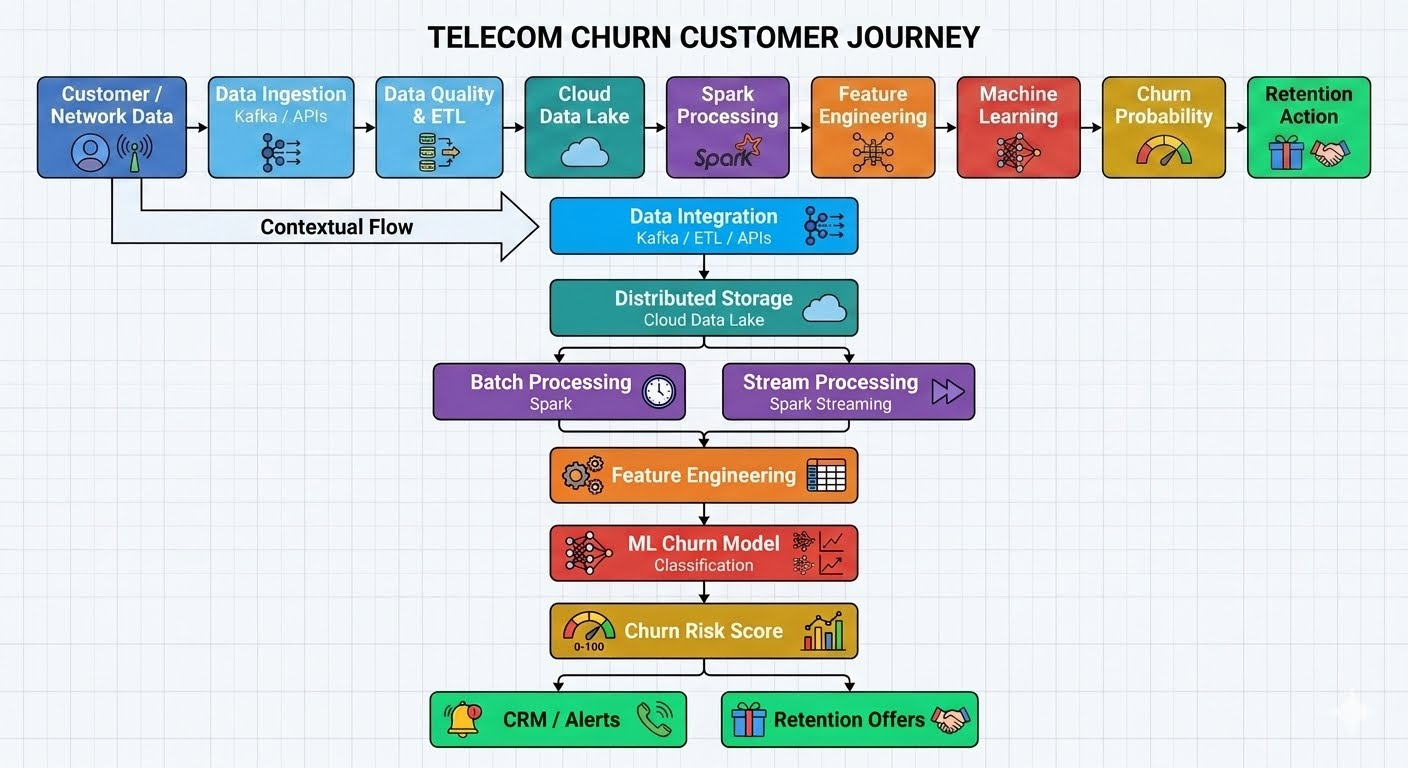 TELECOM CHURN CUSTOMER JOURNEY
Customer /
Network Data
Data Ingestion
Kafka / APIs
Data Quality
& ETL
Cloud
Data Lake
Spark
Processing
Spark
Feature
Engineering
Machine
Learning
Churn
Probability
Retention
Action
Contextual Flow
Data Integration
Kafka / ETL / APIs
Distributed Storage
Cloud Data Lake
Batch Processing
Spark
Stream Processing
Spark Streaming
Feature Engineering
ML Churn Model
Classification
Churn Risk Score
0-100
CRM / Alerts
Retention Offers